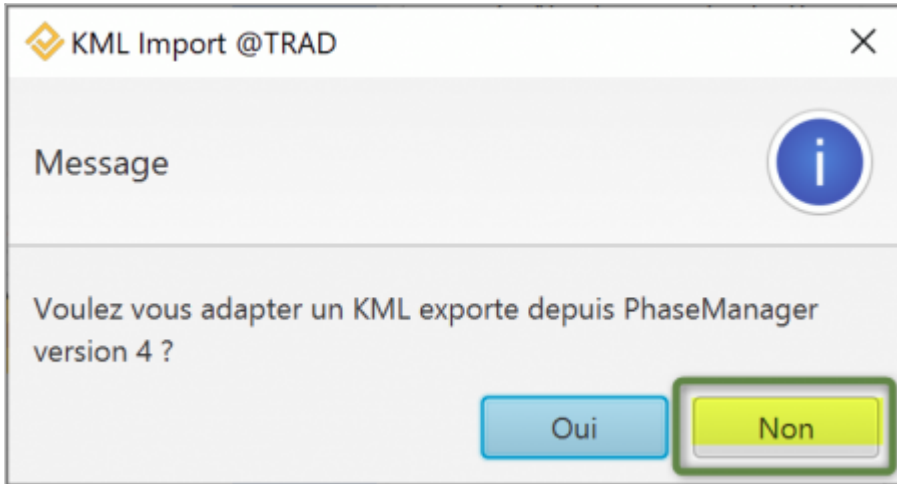 KML Import @TRAD
Message
i
Voulez vous adapter un KML exporte depuis PhaseManager
version 4 ?
Oui
Non